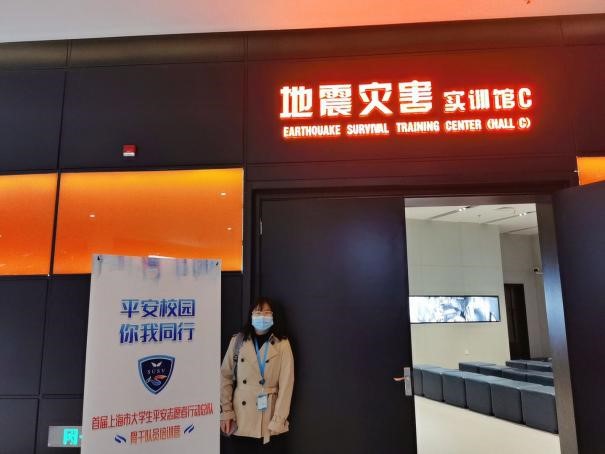 地震灾害 实训馆C
EARTHQUAKE SURVIVAL TRAINING CENTER (HALL C)
平安校园
你我同行
SUSV
首届上海市大学生平安志愿者行动总队
骨干队员培训营